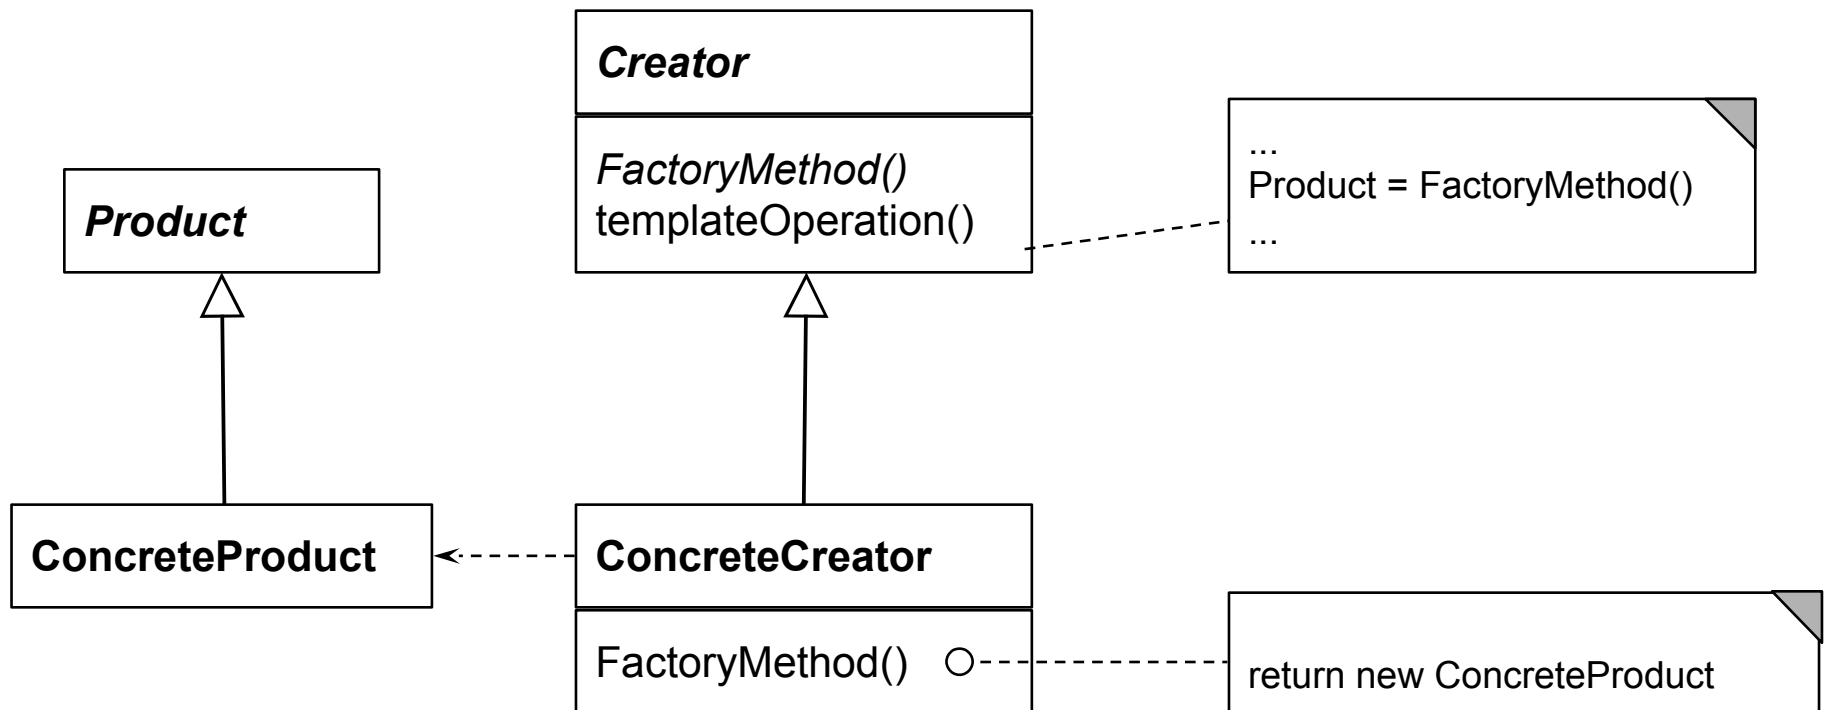 Creator
FactoryMethod()
templateOperation()
...
Product = FactoryMethod()
...
Product
ConcreteProduct
ConcreteCreator
FactoryMethod()
return new ConcreteProduct